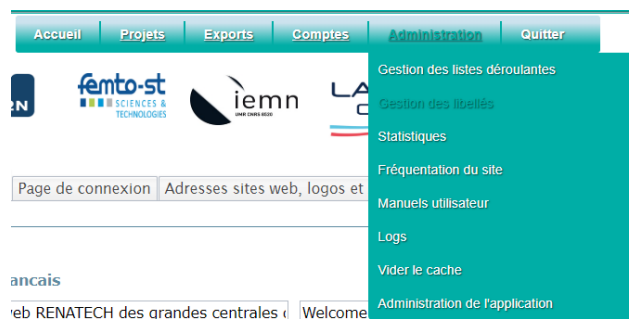 Accueil Projets Exports Comptes Administration Quitter
Gestion des listes déroulantes
femto-st
SCIENCES &
TECHNOLOGIES
iemn
UMR CNRS 8520
LA
Gestion des libellés
Statistiques
Fréquentation du site
Page de connexion Adresses sites web, logos et
Manuels utilisateur
Logs
Vider le cache
ancais
eb RENATECH des grandes centrales Welcome
Administration de l'application